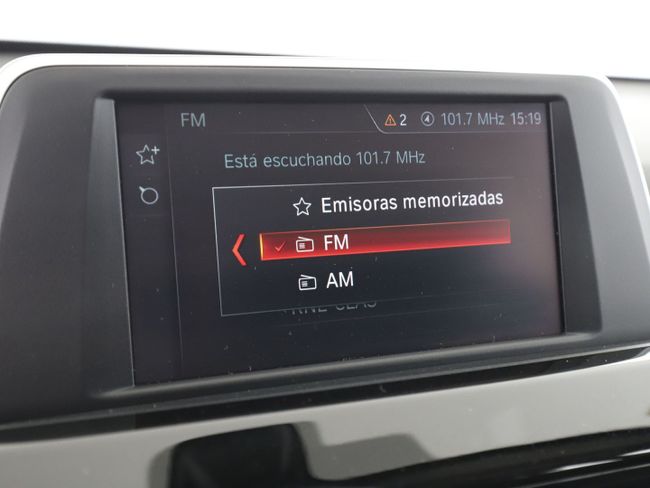 FM
2 101.7 MHz 15:19
Está escuchando 101.7 MHz
Emisoras memorizadas
FM
AM